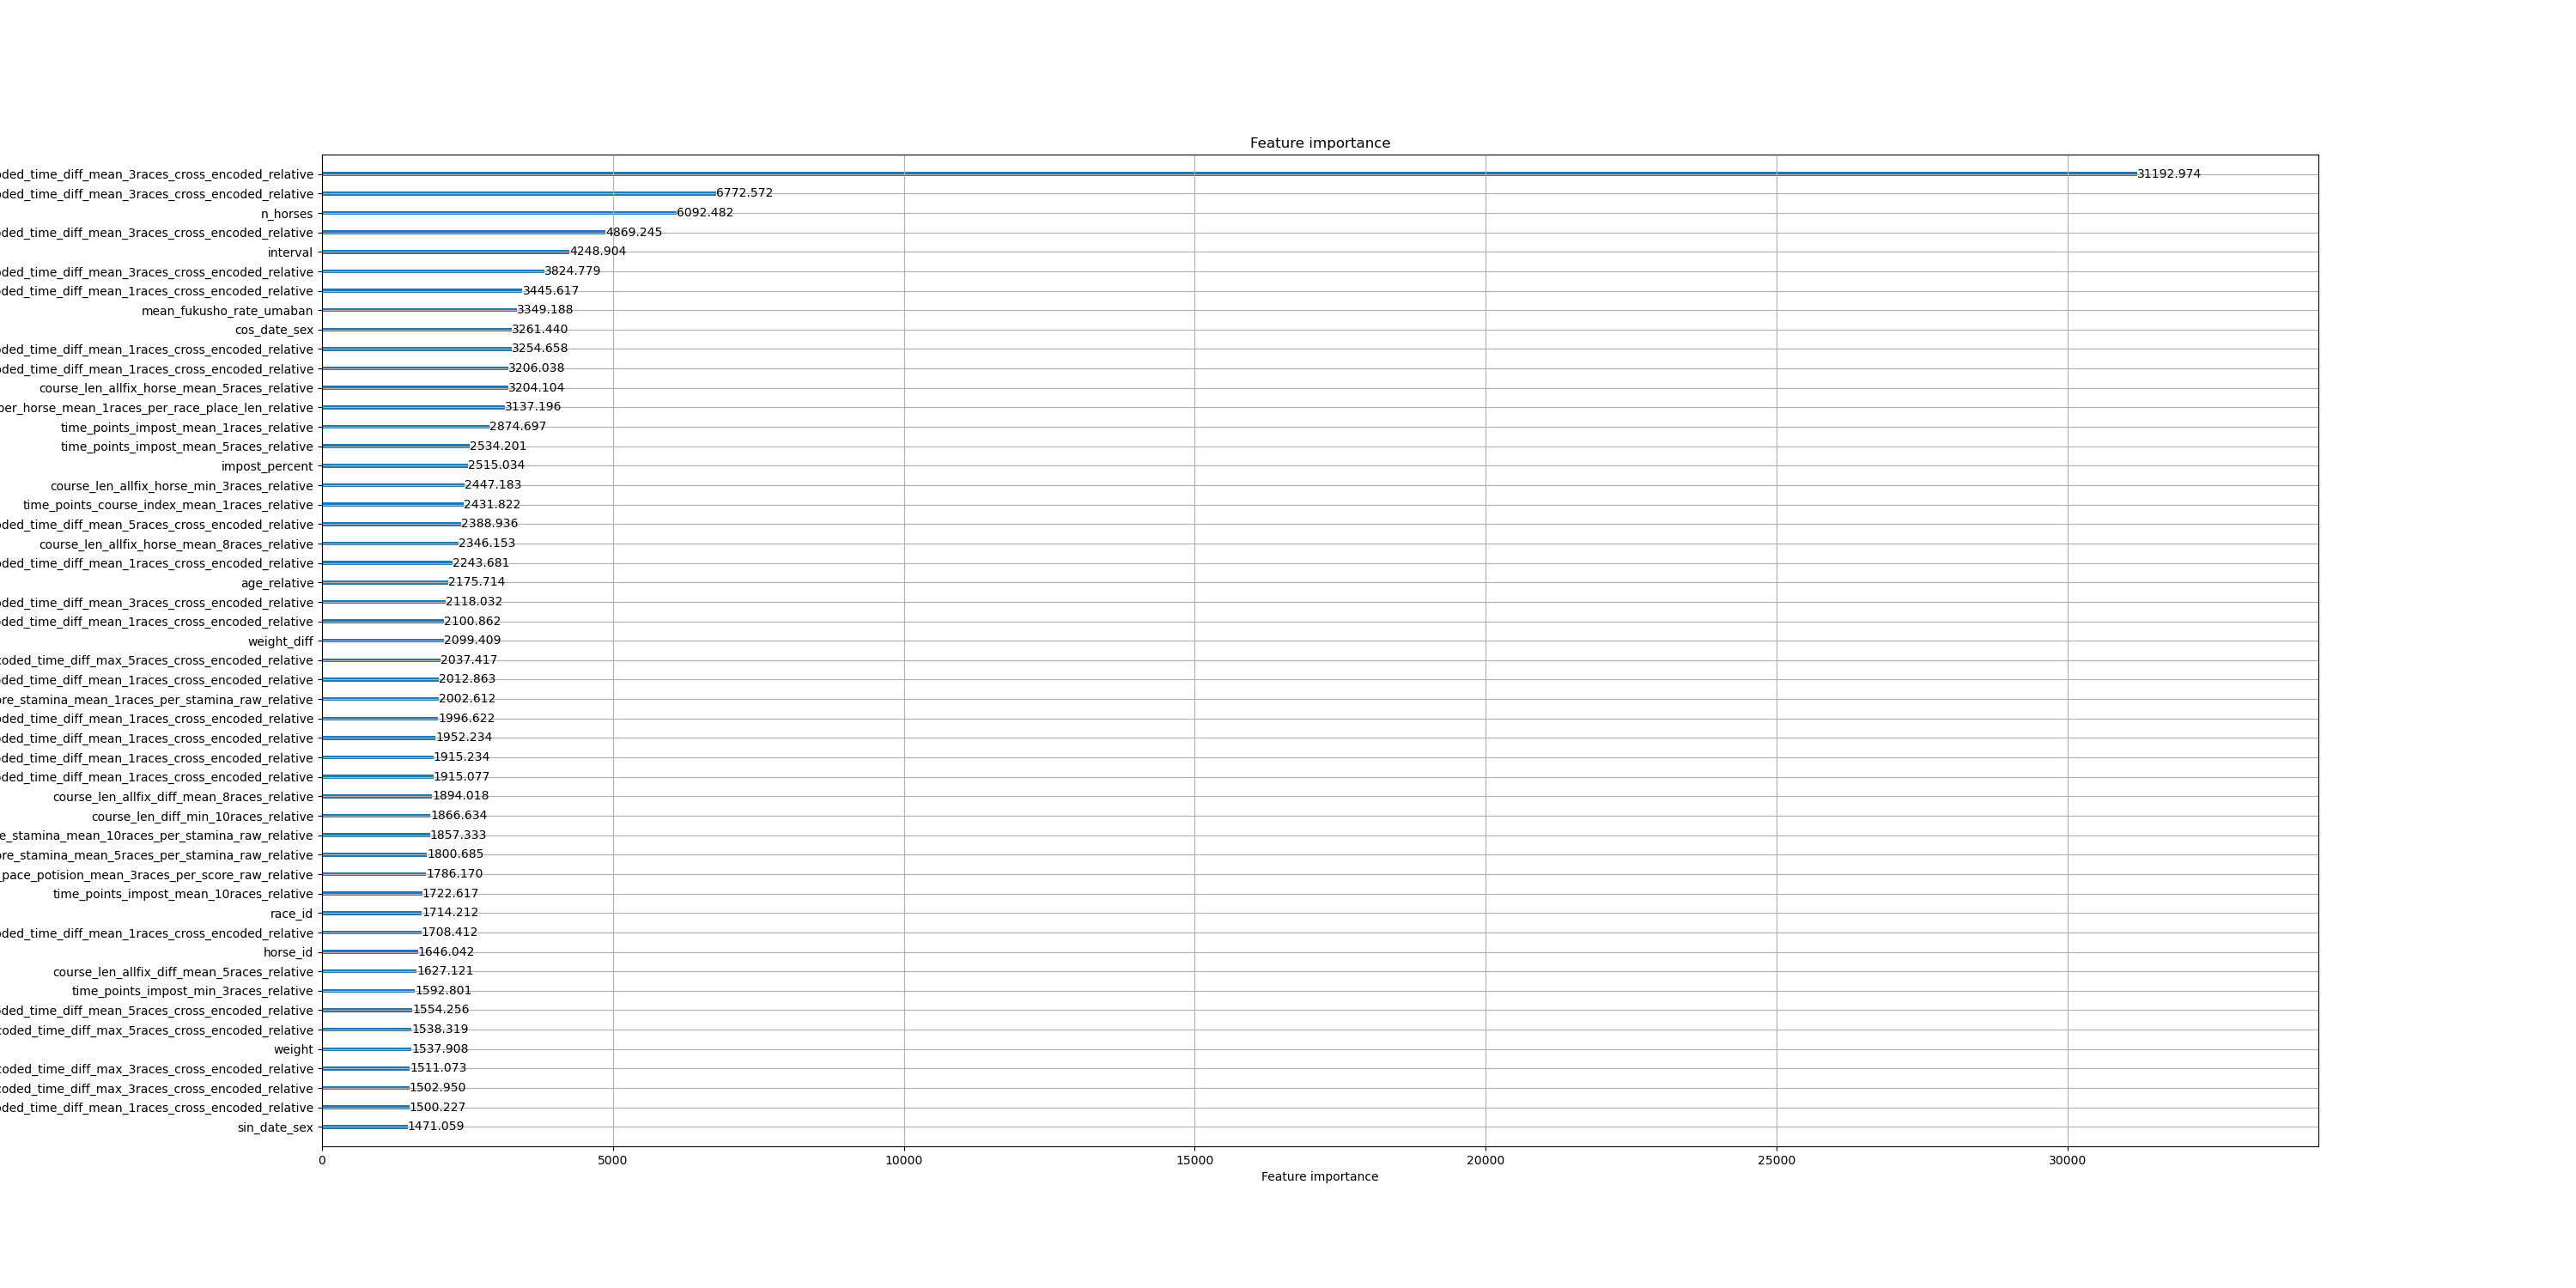 Feature importance
oded_time_diff_mean_3races_cross_encoded_relative 31192.974
oded_time_diff_mean_3races_cross_encoded_relative 6772.572
n_horses 6092.482
oded_time_diff_mean_3races_cross_encoded_relative 4869.245
interval 4248.904
oded_time_diff_mean_3races_cross_encoded_relative 3824.779
oded_time_diff_mean_1races_cross_encoded_relative 3445.617
mean_fukusho_rate_umaban 3349.188
cos_date_sex 3261.440
oded_time_diff_mean_1races_cross_encoded_relative 3254.658
oded_time_diff_mean_1races_cross_encoded_relative 3206.038
course_len_allfix_horse_mean_5races_relative 3204.104
per_horse_mean_1races_per_race_place_len_relative 3137.196
time_points_impost_mean_1races_relative 2874.697
time_points_impost_mean_5races_relative 2534.201
impost_percent 2515.034
course_len_allfix_horse_min_3races_relative 2447.183
time_points_course_index_mean_1races_relative 2431.822
oded_time_diff_mean_5races_cross_encoded_relative 2388.936
course_len_allfix_horse_mean_8races_relative 2346.153
oded_time_diff_mean_1races_cross_encoded_relative 2243.681
age_relative 2175.714
oded_time_diff_mean_3races_cross_encoded_relative 2118.032
oded_time_diff_mean_1races_cross_encoded_relative 2100.862
weight_diff 2099.409
coded_time_diff_max_5races_cross_encoded_relative 2037.417
oded_time_diff_mean_1races_cross_encoded_relative 2012.863
ore_stamina_mean_1races_per_stamina_raw_relative 2002.612
oded_time_diff_mean_1races_cross_encoded_relative 1996.622
oded_time_diff_mean_1races_cross_encoded_relative 1952.234
oded_time_diff_mean_1races_cross_encoded_relative 1915.234
oded_time_diff_mean_1races_cross_encoded_relative 1915.077
course_len_allfix_diff_mean_8races_relative 1894.018
course_len_diff_min_10races_relative 1866.634
e_stamina_mean_10races_per_stamina_raw_relative 1857.333
ore_stamina_mean_5races_per_stamina_raw_relative 1800.685
_pace_potision_mean_3races_per_score_raw_relative 1786.170
time_points_impost_mean_10races_relative 1722.617
race_id 1714.212
oded_time_diff_mean_1races_cross_encoded_relative 1708.412
horse_id 1646.042
course_len_allfix_diff_mean_5races_relative 1627.121
time_points_impost_min_3races_relative 1592.801
oded_time_diff_mean_5races_cross_encoded_relative 1554.256
coded_time_diff_max_5races_cross_encoded_relative 1538.319
weight 1537.908
coded_time_diff_max_3races_cross_encoded_relative 1511.073
coded_time_diff_max_3races_cross_encoded_relative 1502.950
oded_time_diff_mean_1races_cross_encoded_relative 1500.227
sin_date_sex 1471.059
0 5000 10000 15000 20000 25000 30000
Feature importance